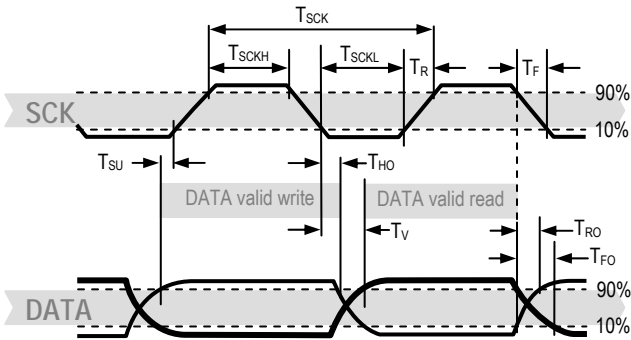 TSCK
TSCKH TSCKL TR TF
90%
SCK
10%
TSU THO
DATA valid write DATA valid read
TV TRO
TFO
90%
DATA
10%